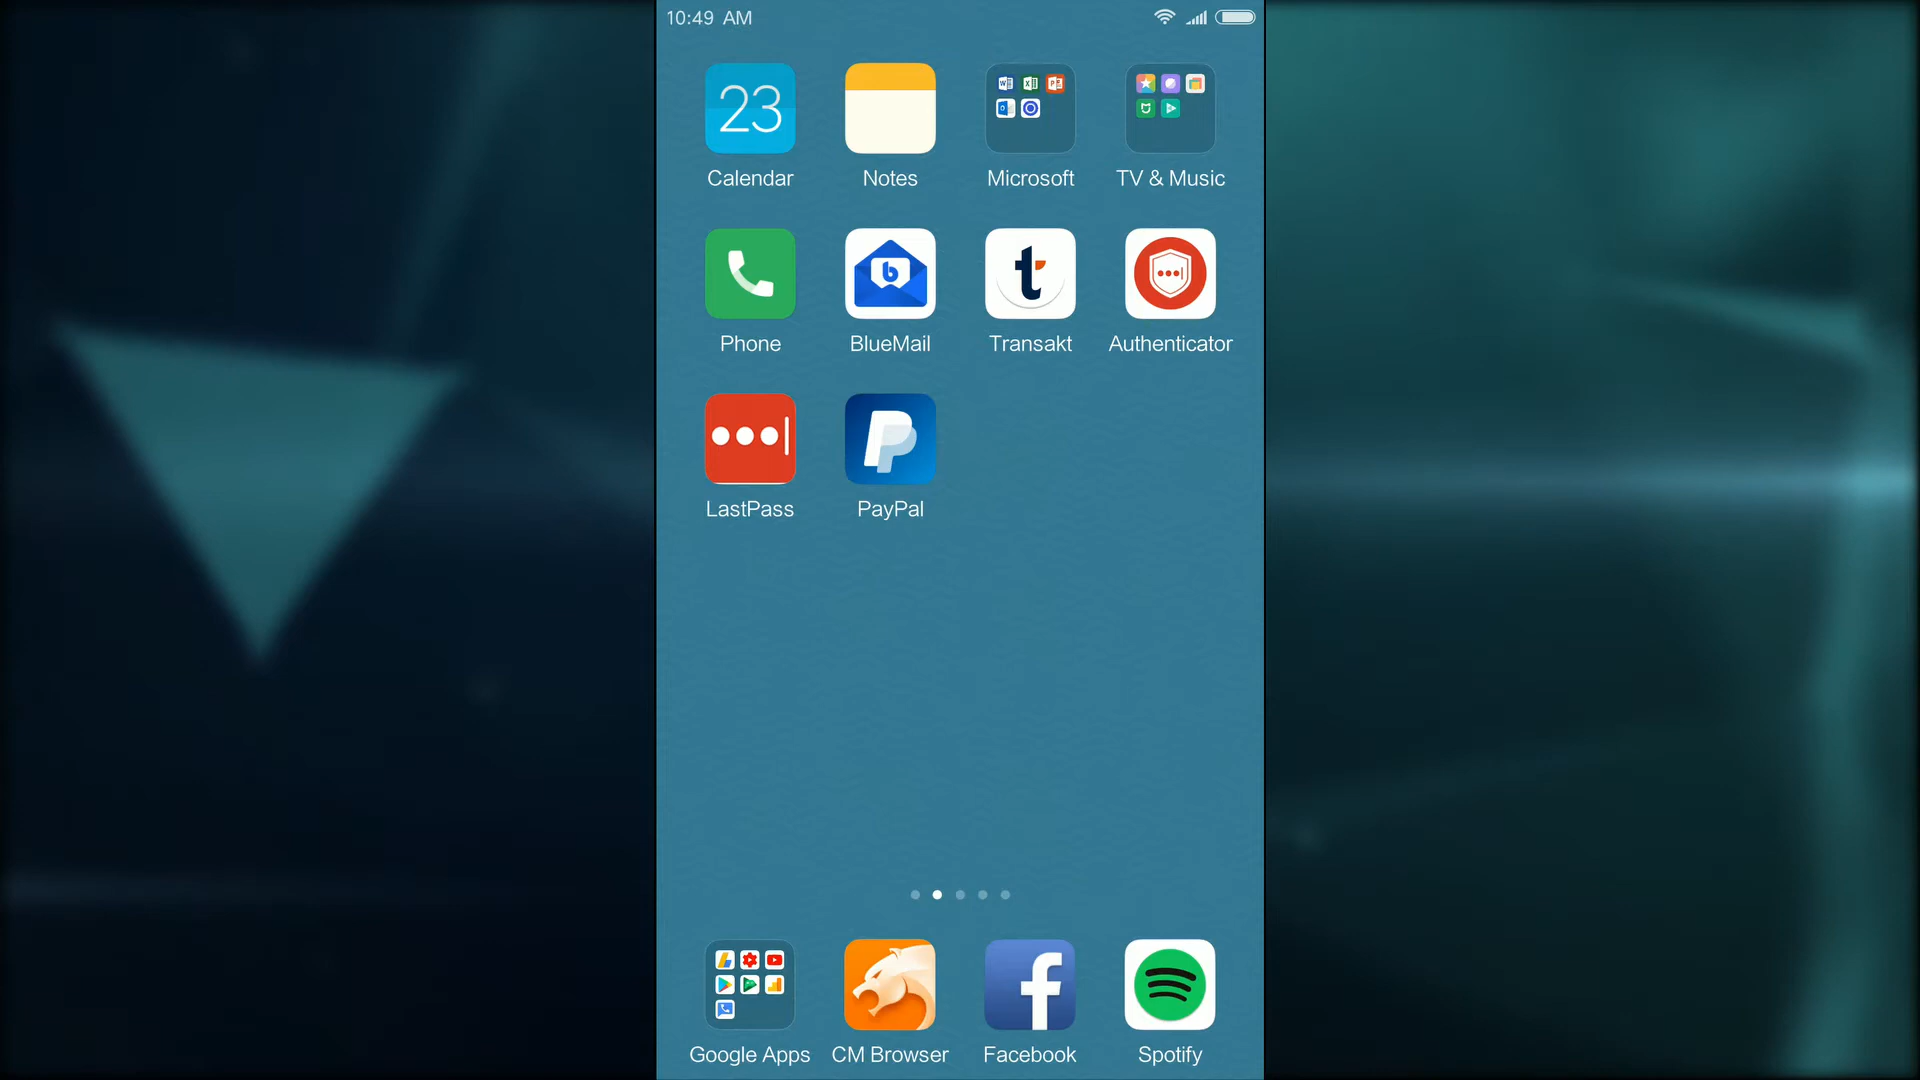 10:49 AM
23
Calendar
Notes
Microsoft
TV & Music
Phone
BlueMail
Transakt
Authenticator
LastPass
PayPal
Google Apps
CM Browser
Facebook
Spotify